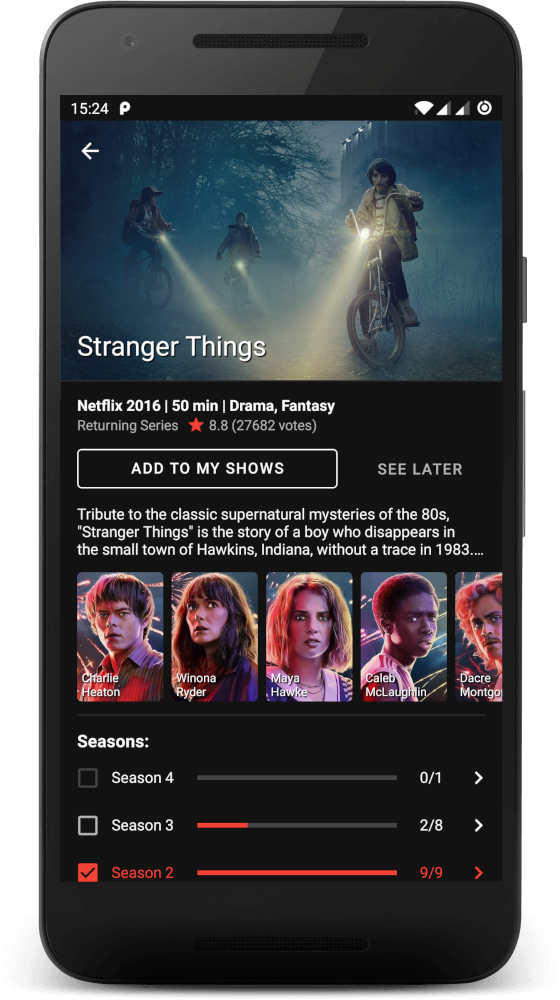 15:24
Stranger Things
Netflix 2016 | 50 min | Drama, Fantasy
Returning Series 8.8 (27682 votes)
ADD TO MY SHOWS SEE LATER
Tribute to the classic supernatural mysteries of the 80s,
"Stranger Things" is the story of a boy who disappears in
the small town of Hawkins, Indiana, without a trace in 1983....
Charlie
Heaton
Winona
Ryder
Maya
Hawke
Caleb
McLaughlin
Dacre
Montgo
Seasons:
Season 4 0/1
Season 3 2/8
Season 2 9/9